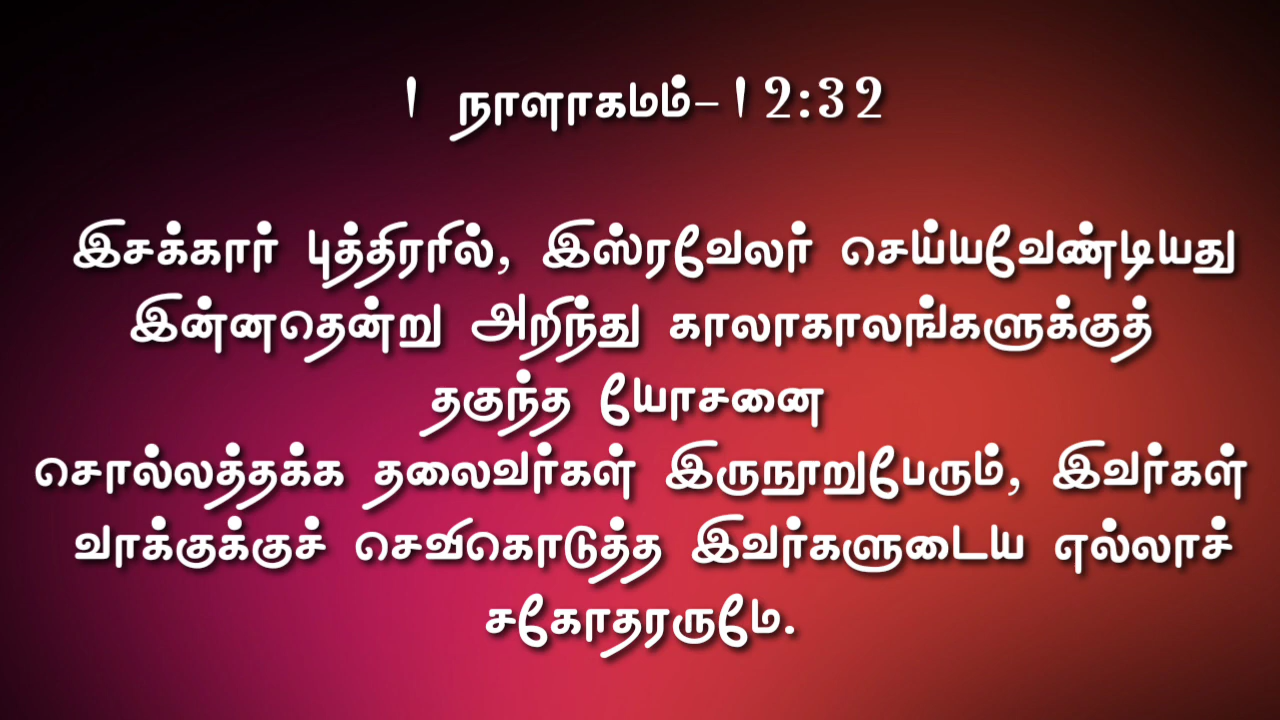 1 நாளாகமம்-12:32
இசக்கார் புத்திரரில், இஸ்ரவேலர் செய்யவேண்டியது
இன்னதென்று அறிந்து காலாகாலங்களுக்குத்
தகுந்த யோசனை
சொல்லத்தக்க தலைவர்கள் இருநூறுபேரும், இவர்கள்
வாக்குக்குச் செவிகொடுத்த இவர்களுடைய எல்லாச்
சகோதரருமே.